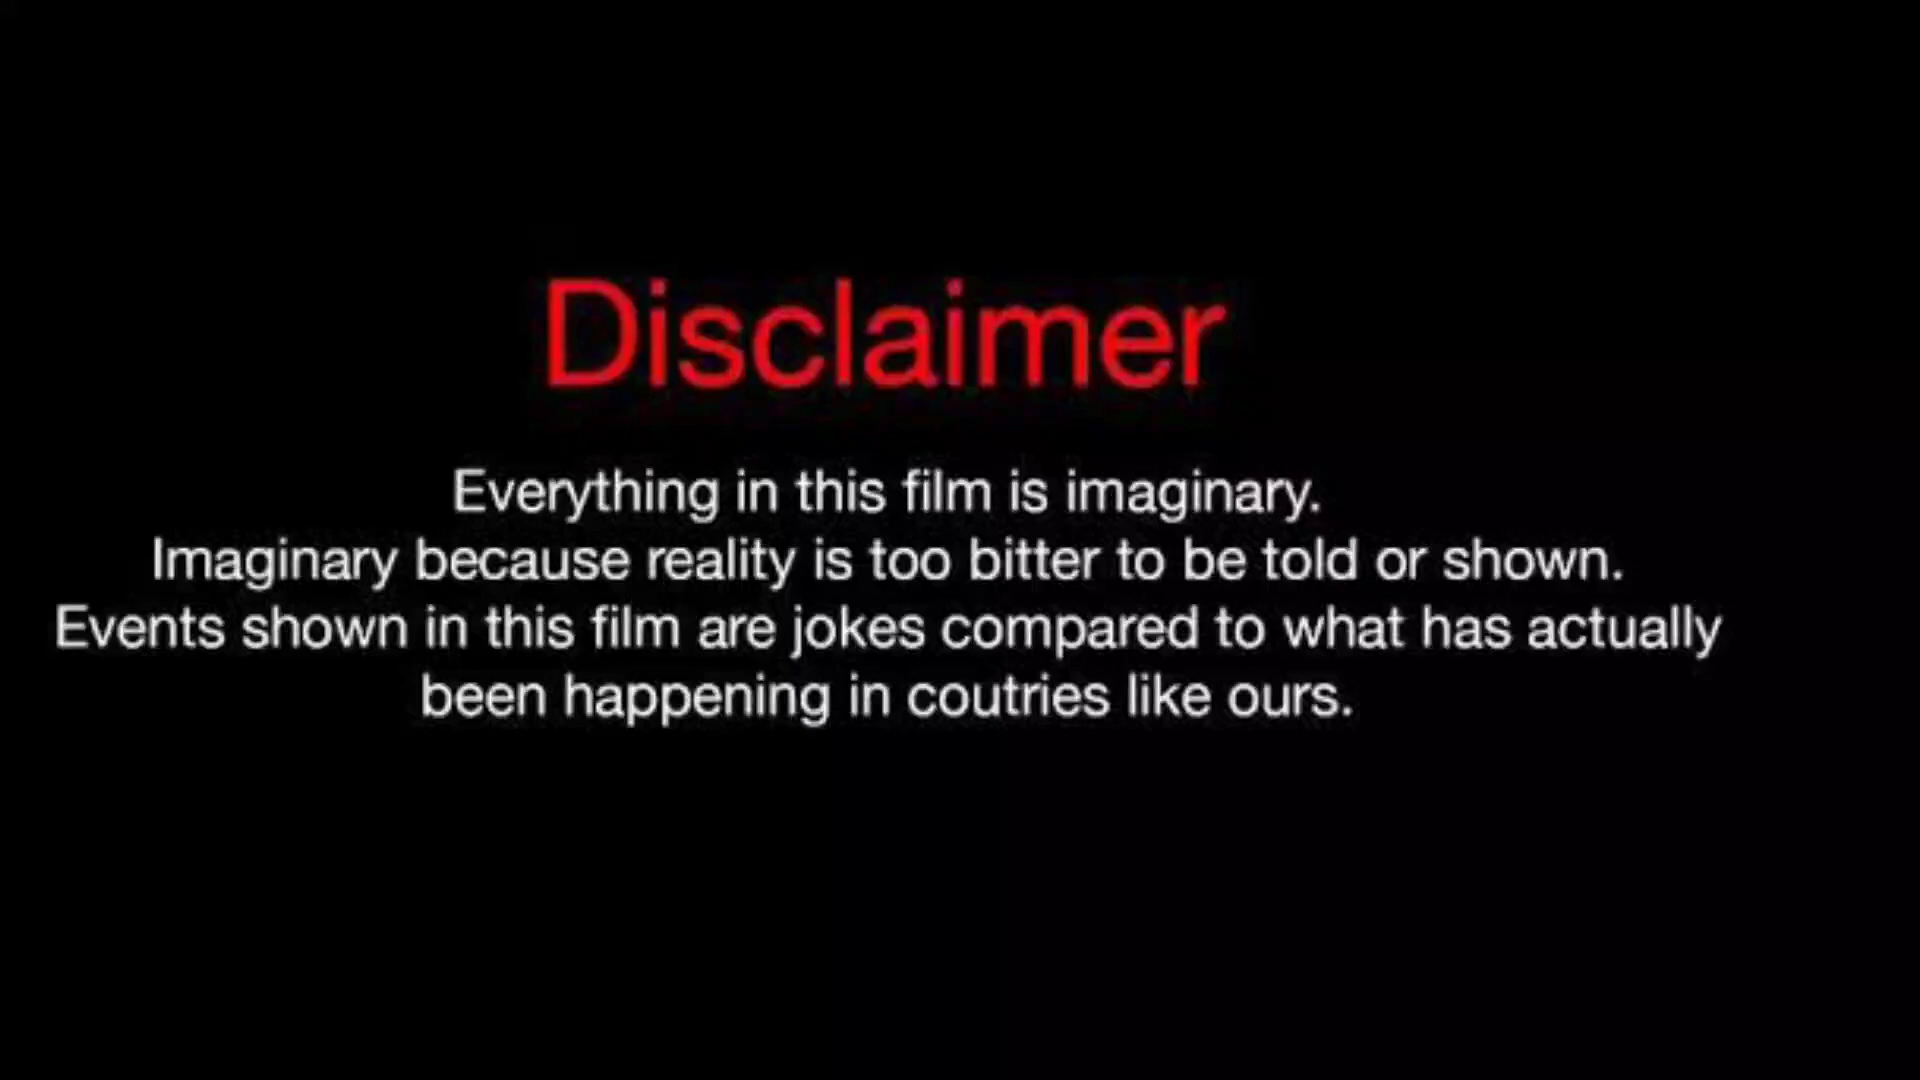 Disclaimer
Everything in this film is imaginary.
Imaginary because reality is too bitter to be told or shown.
Events shown in this film are jokes compared to what has actually
been happening in coutries like ours.